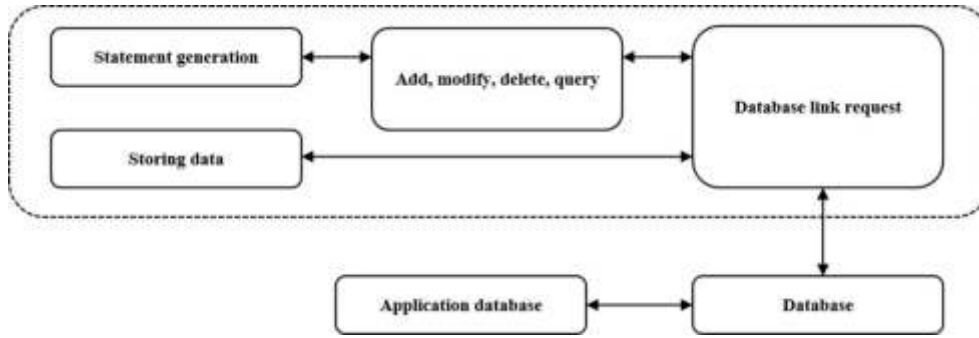 Statement generation
Add, modify, delete, query
Database link request
Storing data
Application database
Database